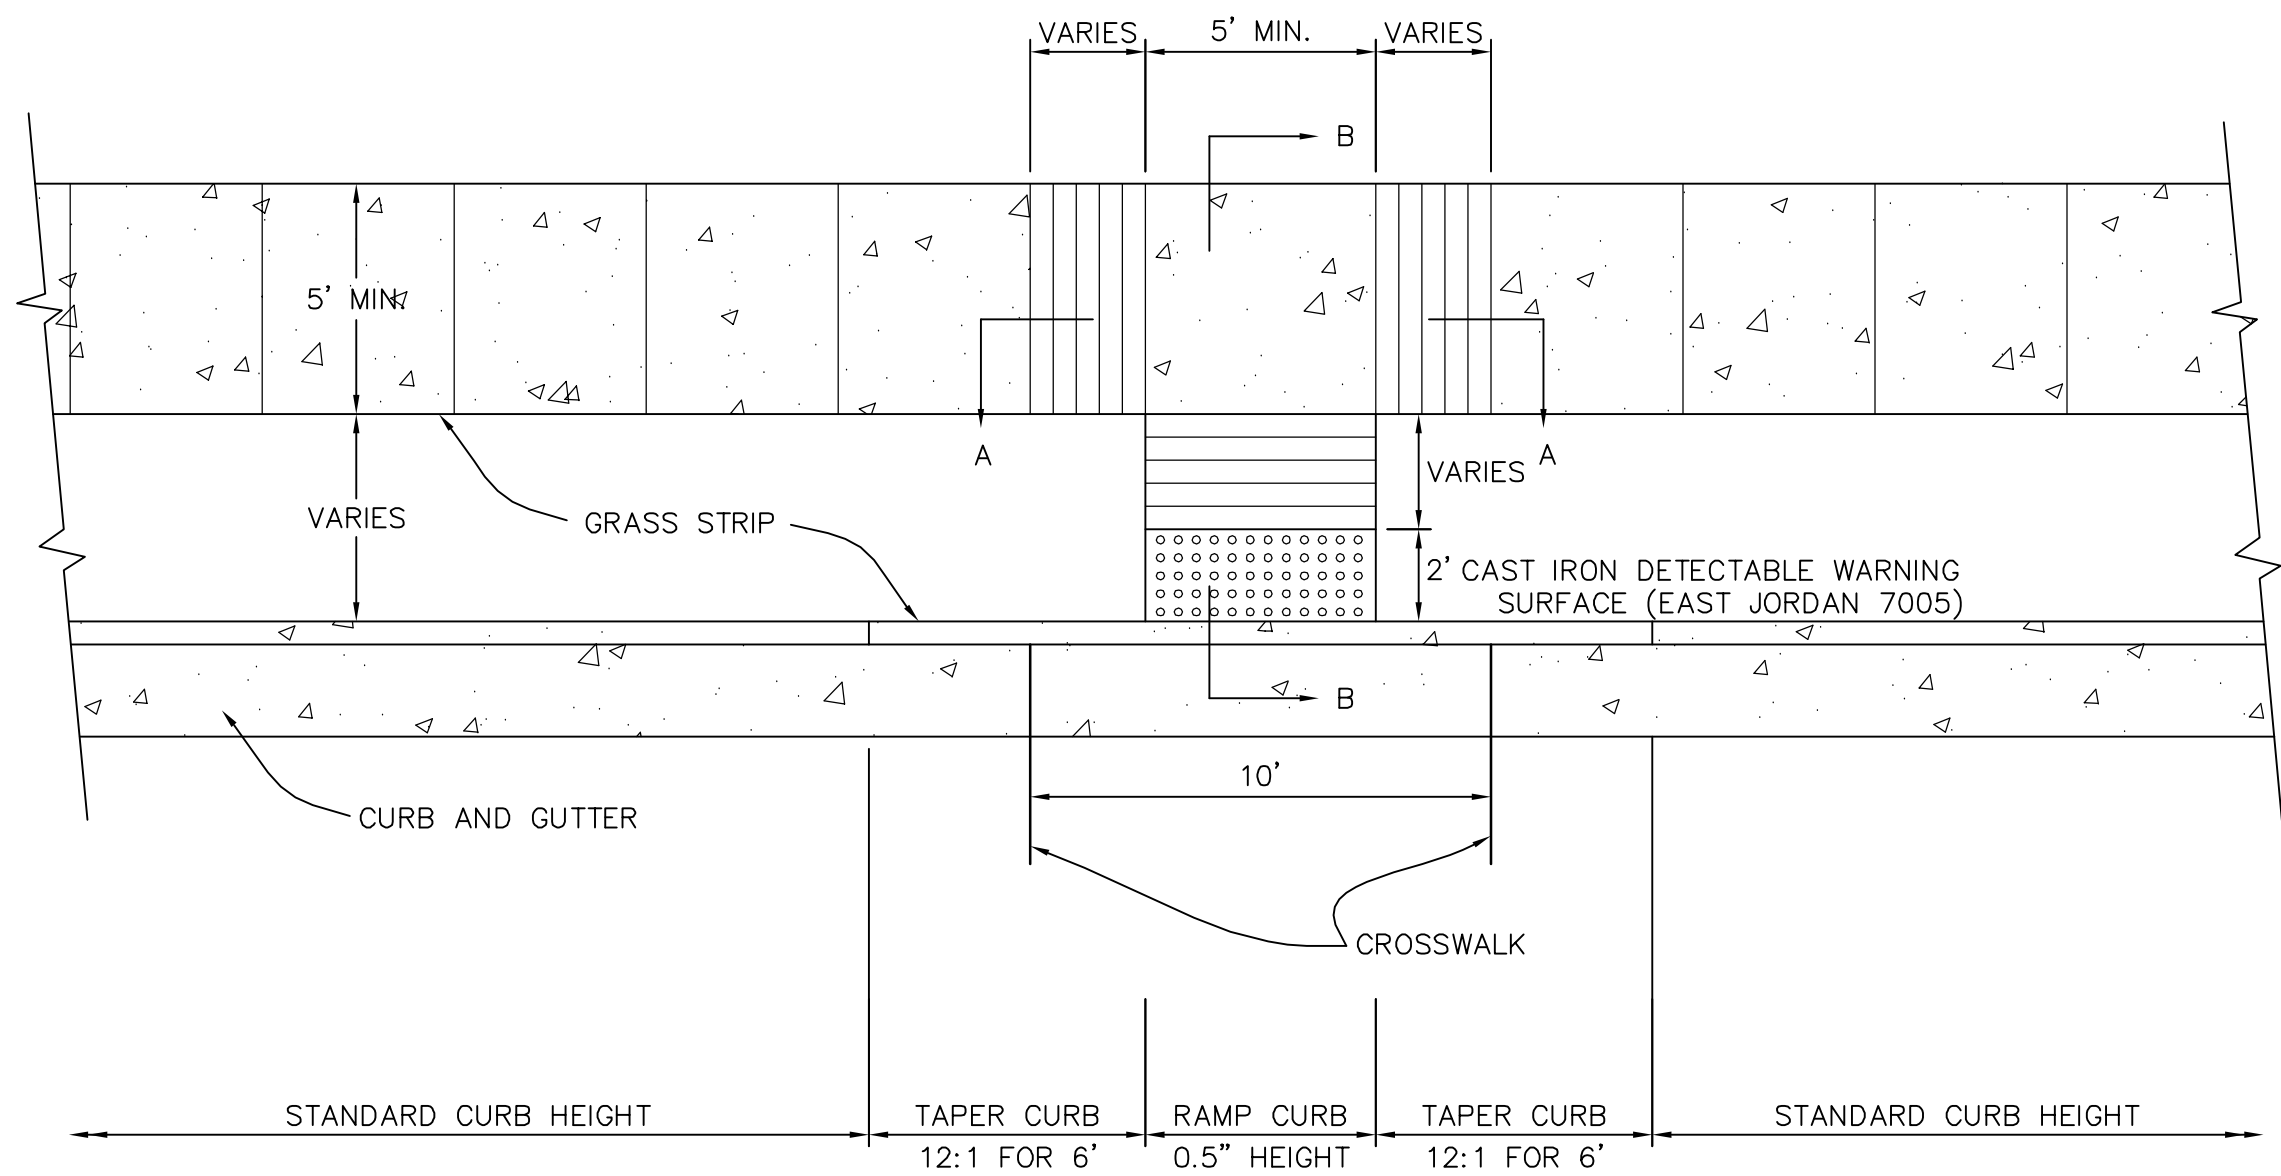 VARIES
5' MIN.
VARIES
B
5' MIN.
A
A
VARIES
VARIES
GRASS STRIP
2' CAST IRON DETECTABLE WARNING
SURFACE (EAST JORDAN 7005)
B
10'
CURB AND GUTTER
CROSSWALK
STANDARD CURB HEIGHT
TAPER CURB
12:1 FOR 6'
RAMP CURB
0.5" HEIGHT
TAPER CURB
12:1 FOR 6'
STANDARD CURB HEIGHT